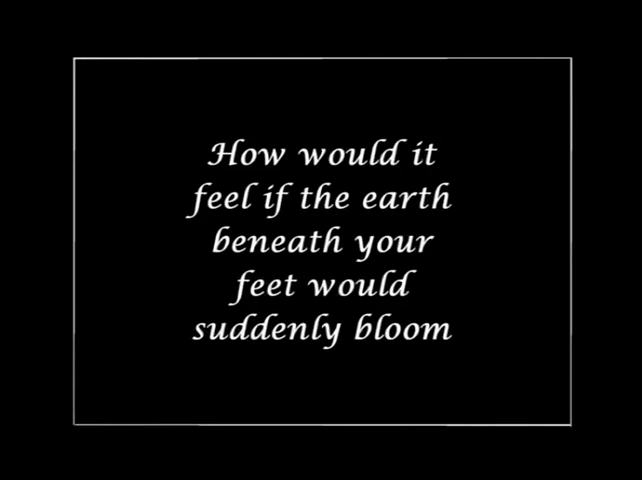 How would it
feel if the earth
beneath your
feet would
suddenly bloom